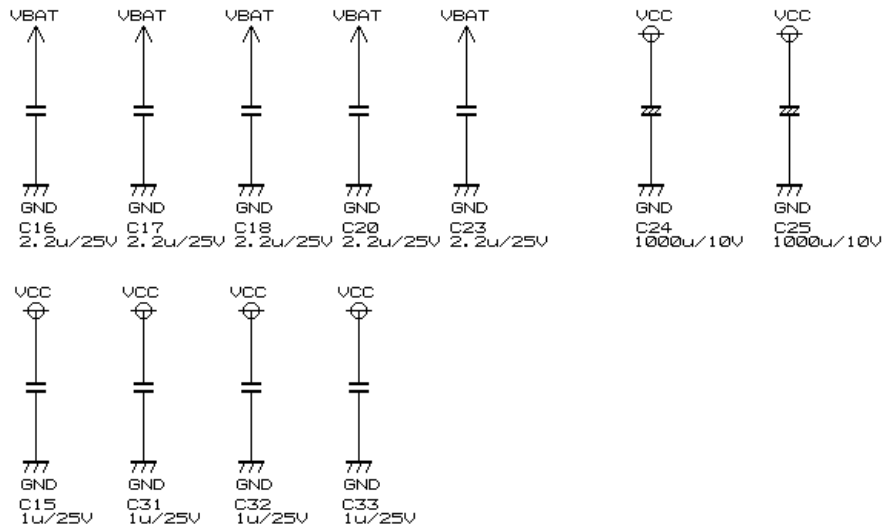 VBAT VBAT VBAT VBAT VBAT VCC VCC
GND GND GND GND GND GND GND
C16 C17 C18 C20 C23 C24 C25
2.2u/25V 2.2u/25V 2.2u/25V 2.2u/25V 2.2u/25V 1000u/10V 1000u/10V
VCC VCC VCC VCC
GND GND GND GND
C15 C31 C32 C33
1u/25V 1u/25V 1u/25V 1u/25V